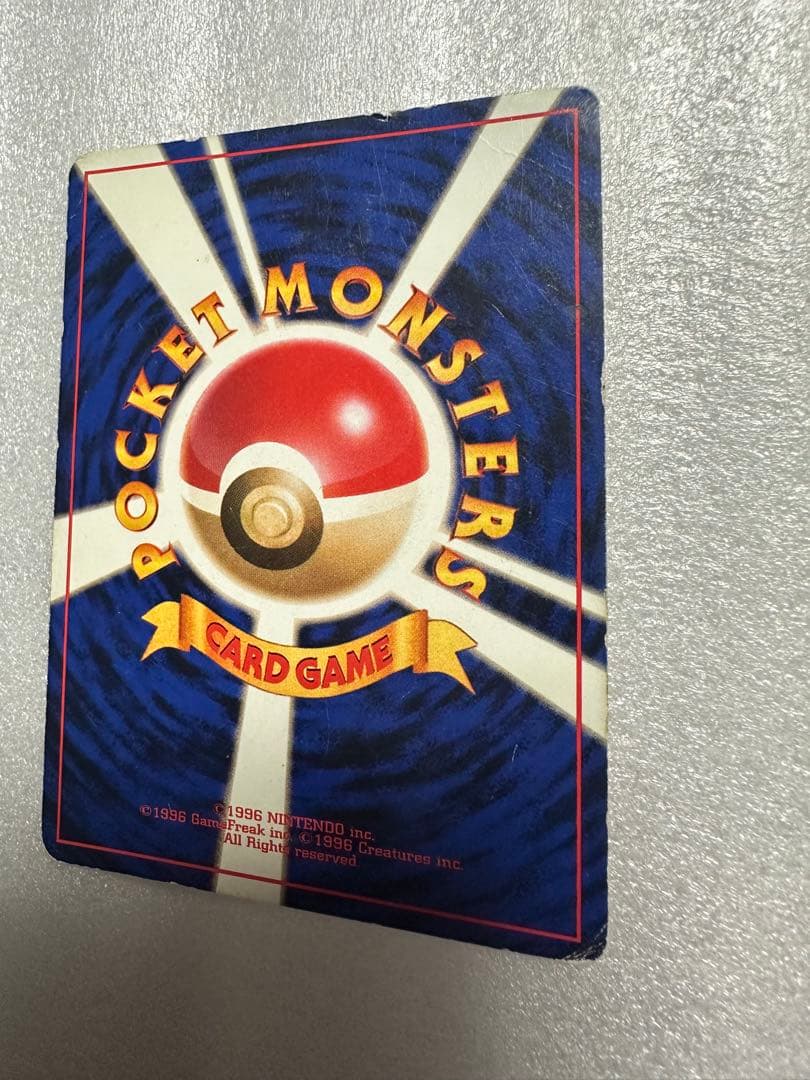 POCKET MONSTERS
CARD GAME
©1996 NINTENDO inc.
©1996 GameFreak inc. ©1996 Creatures inc.
All Rights reserved.